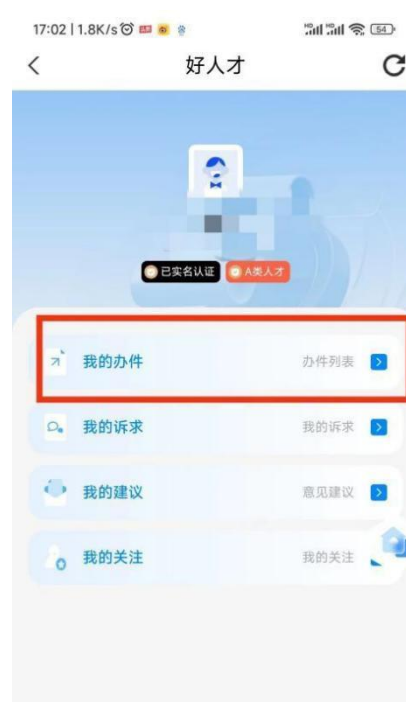 17:02 | 1.8K/s
54
好人才
已实名认证 A类人才
我的办件 办件列表
我的诉求 我的诉求
我的建议 意见建议
我的关注 我的关注